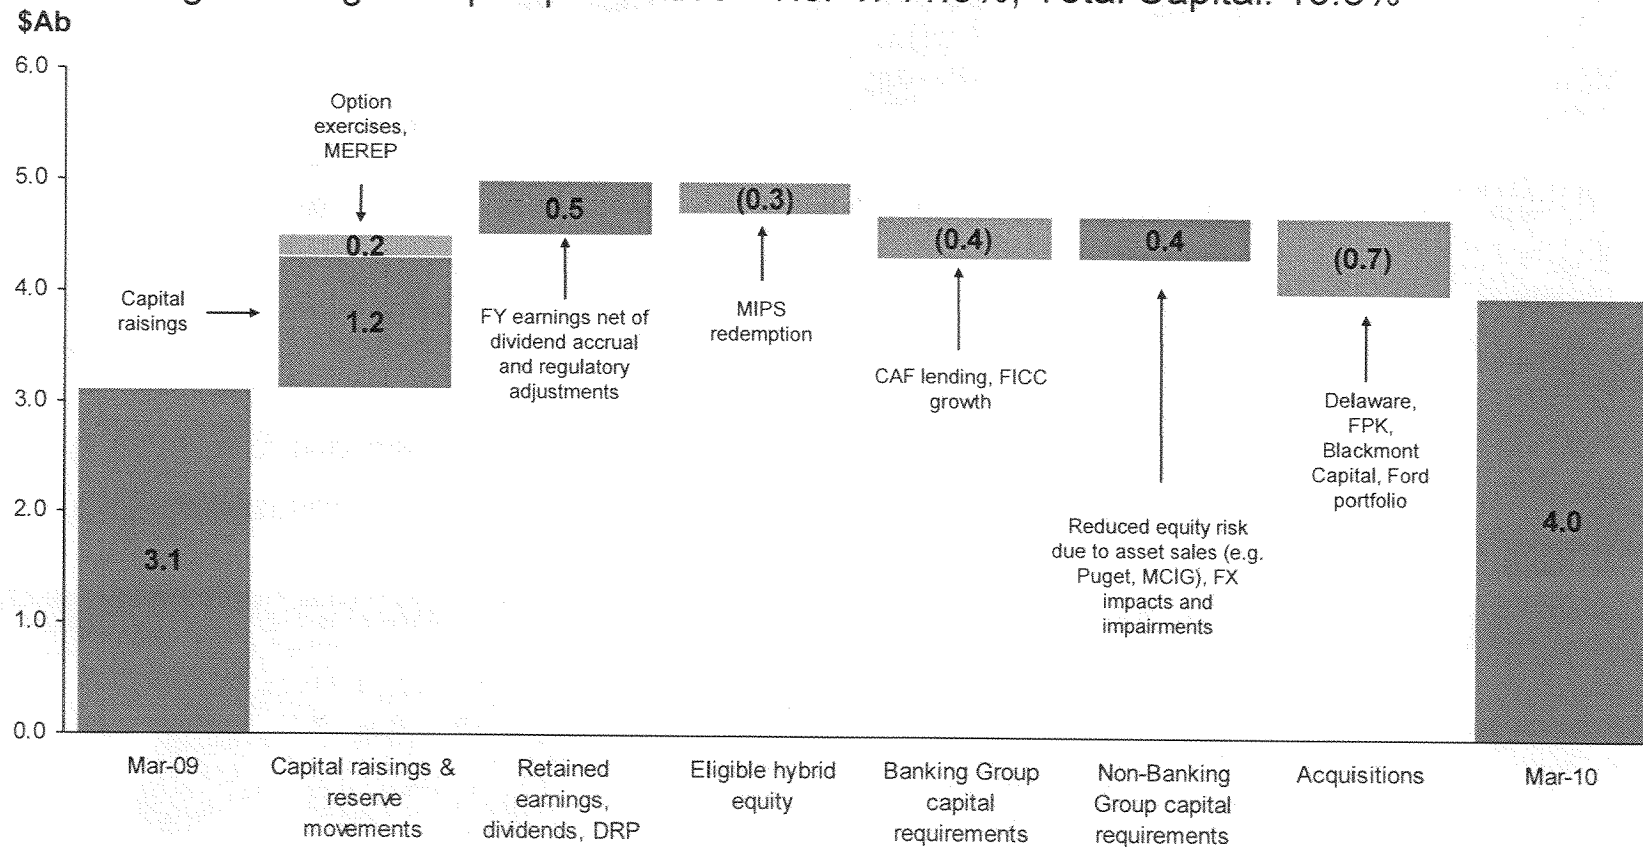 Total Capital:
$Ab
6.0
5.0
4.0
3.0
2.0
1.0
0.0
Option
exercises,
MEREP
Capital
raisings
3.1
0.2
1.2
0.5
FY earnings net of
dividend accrual
and regulatory
adjustments
(0.3)
MIPS
redemption
(0.4)
CAF lending, FICC
growth
0.4
Reduced equity risk
due to asset sales (e.g.
Puget, MCIG), FX
impacts and
impairments
(0.7)
Delaware,
FPK,
Blackmont
Capital, Ford
portfolio
4.0
Mar-09
Capital raisings &
reserve
movements
Retained
earnings,
dividends, DRP
Eligible hybrid
equity
Banking Group
capital
requirements
Non-Banking
Group capital
requirements
Acquisitions
Mar-10